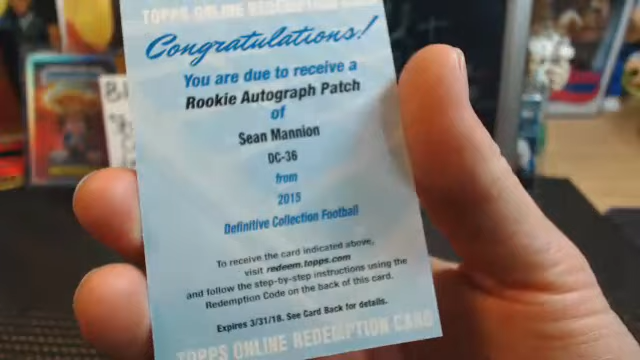 TOPPS ONLINE REDEMPTION CARD
Congratulations!
You are due to receive a
Rookie Autograph Patch
of
Sean Mannion
DC-36
from
2015
Definitive Collection Football
To receive the card indicated above,
visit redeem.topps.com
and follow the step-by-step instructions using the
Redemption Code on the back of this card.
Expires 3/31/18. See Card Back for details.
TOPPS ONLINE REDEMPTION CARD